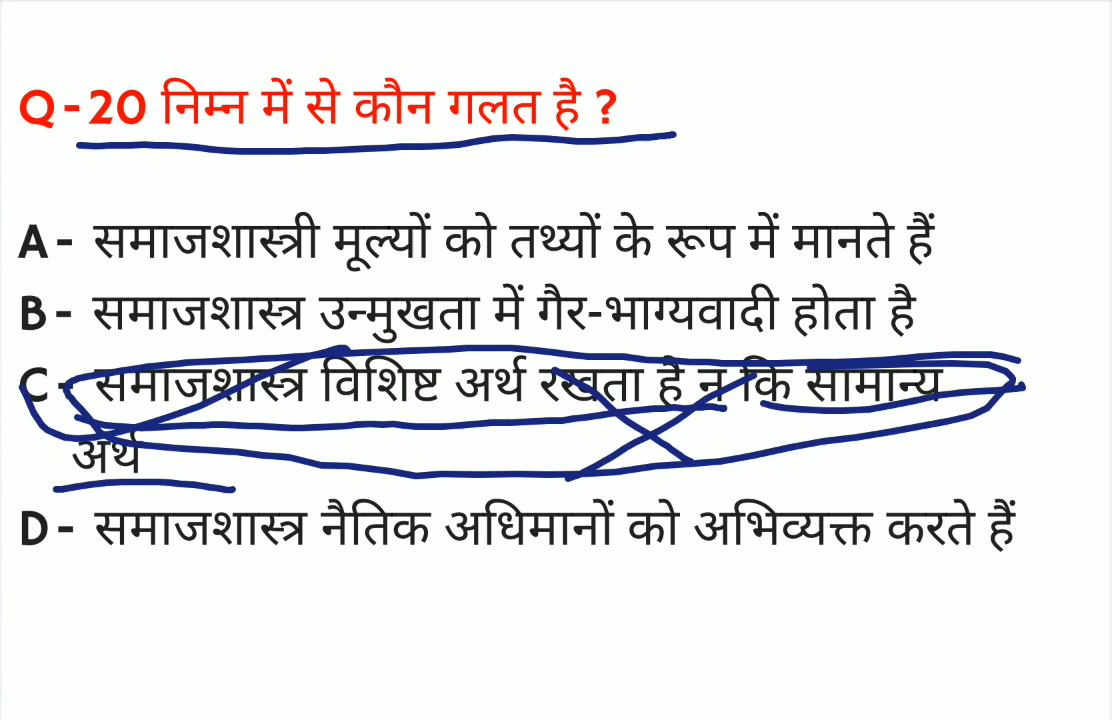 Q-20 निम्न में से कौन गलत है ?
A- समाजशास्त्री मूल्यों को तथ्यों के रूप में मानते हैं
B- समाजशास्त्र उन्मुखता में गैर-भाग्यवादी होता है
C- समाजशास्त्र विशिष्ट अर्थ रखता है न कि सामान्य
अर्थ
D- समाजशास्त्र नैतिक अधिमानों को अभिव्यक्त करते हैं